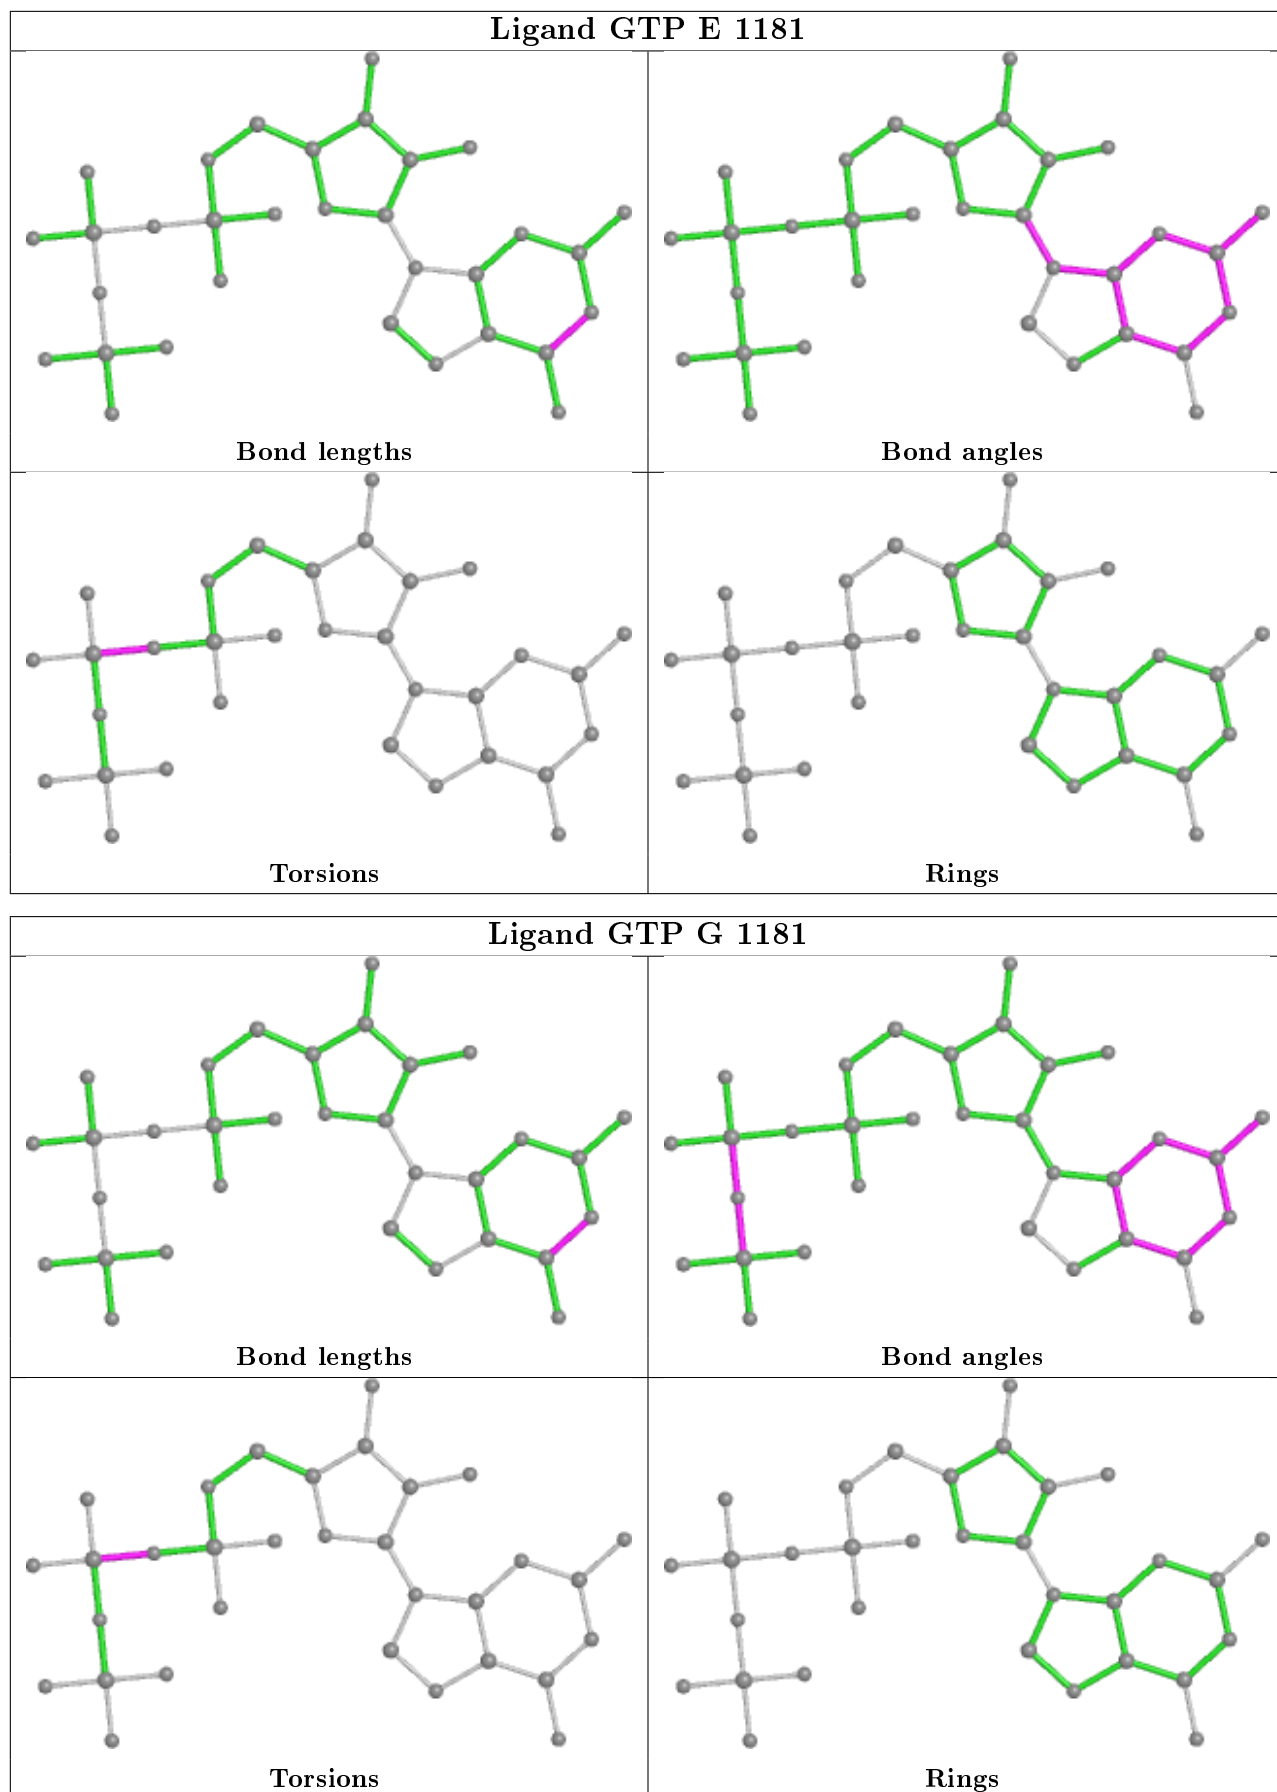 Ligand GTP E 1181
Bond lengths
Bond angles
Torsions
Rings
Ligand GTP G 1181
Bond lengths
Bond angles
Torsions
Rings